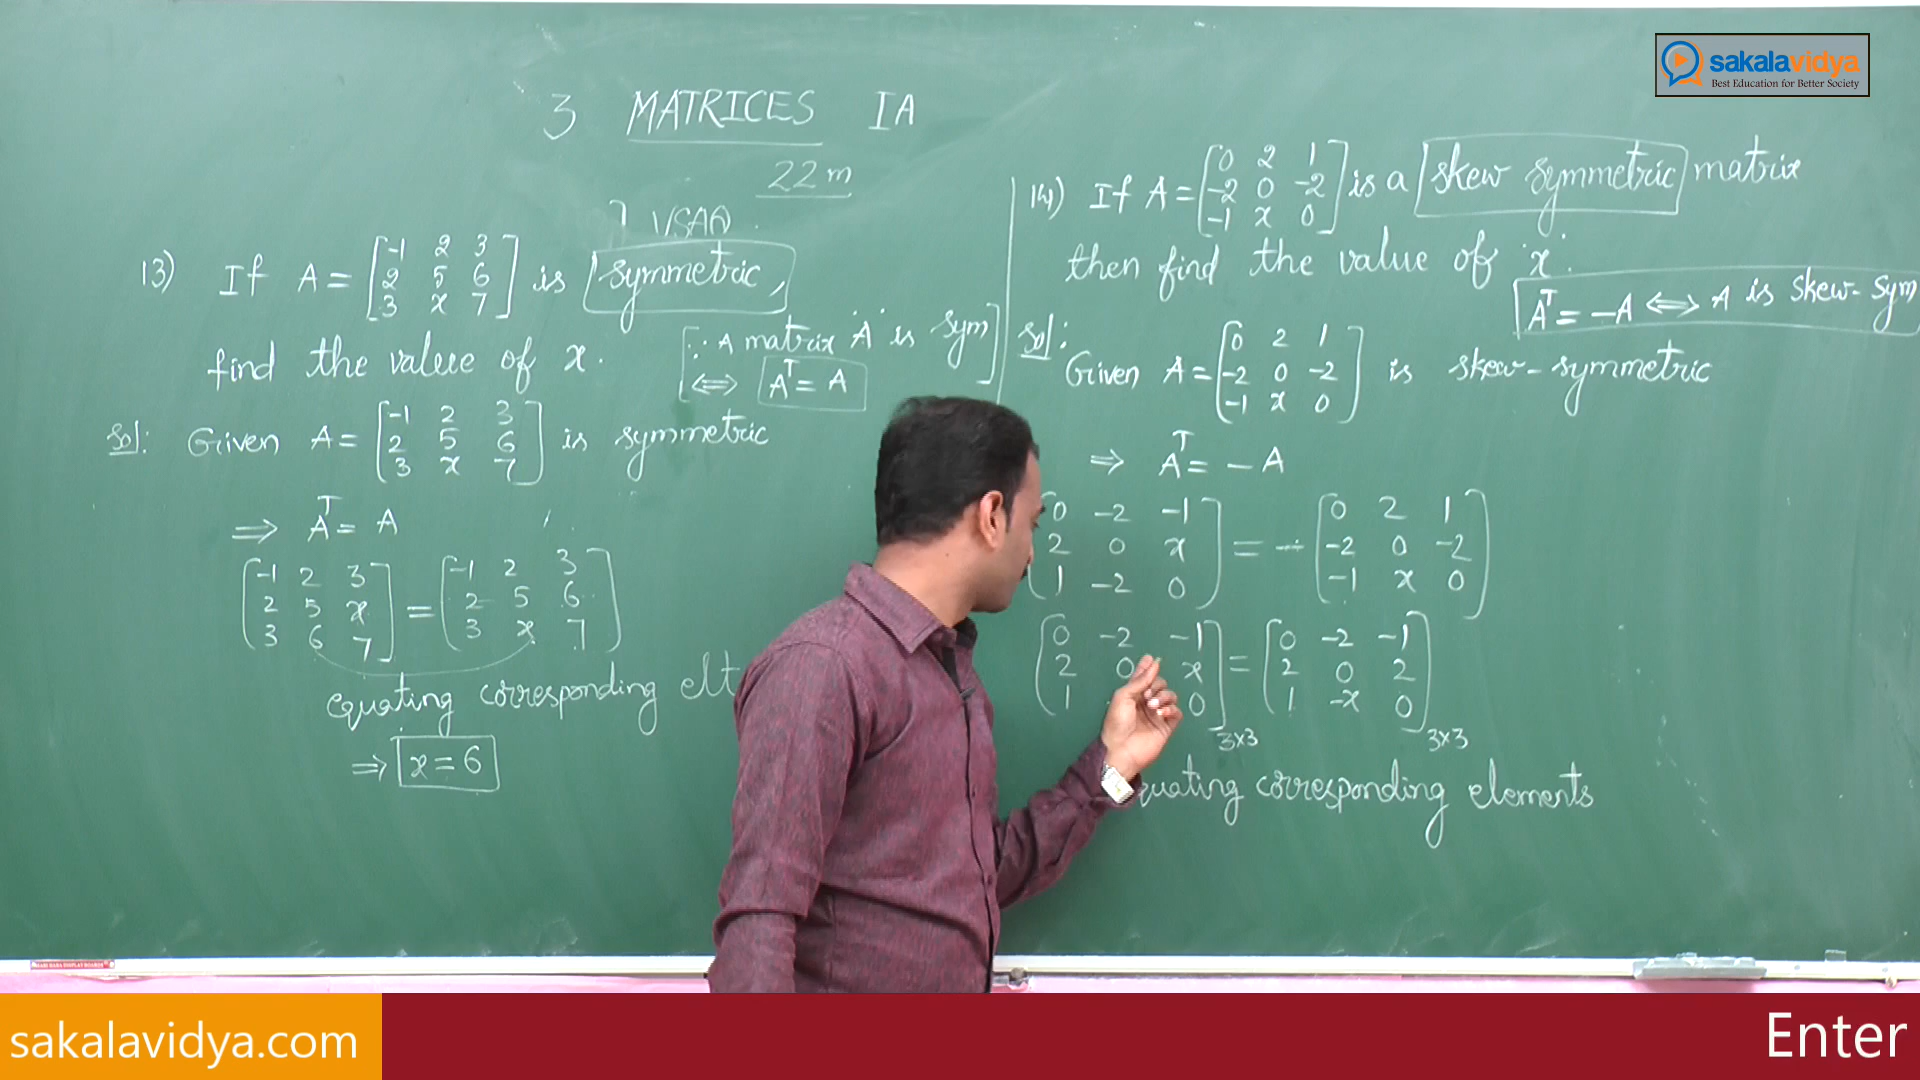 sakalavidya
Best Education for Better Society
3 MATRICES IA
22 m
7 VSAQ
13) If A = [-1 2 3
2 5 6
3 x 7] is symmetric,
find the value of x.
[∵ A matrix 'A' is sym
⟺ Aᵀ = A]
Sol: Given A = [-1 2 3
2 5 6
3 x 7] is symmetric
⇒ Aᵀ = A
[-1 2 3
2 5 x
3 6 7] = [-1 2 3
2 5 6
3 x 7]
equating corresponding elt
⇒ x = 6
14) If A = [0 2 1
-2 0 -2
-1 x 0] is a skew symmetric matrix
then find the value of 'x'.
Aᵀ = -A ⟺ A is skew-sym
Sol:
Given A = [0 2 1
-2 0 -2
-1 x 0] is skew-symmetric
⇒ Aᵀ = -A
[0 -2 -1
2 0 x
1 -2 0] = -[0 2 1
-2 0 -2
-1 x 0]
[0 -2 -1
2 0 x
1 0]3x3 = [0 -2 -1
2 0 2
1 -x 0]3x3
quating corresponding elements
sakalavidya.com
Enter